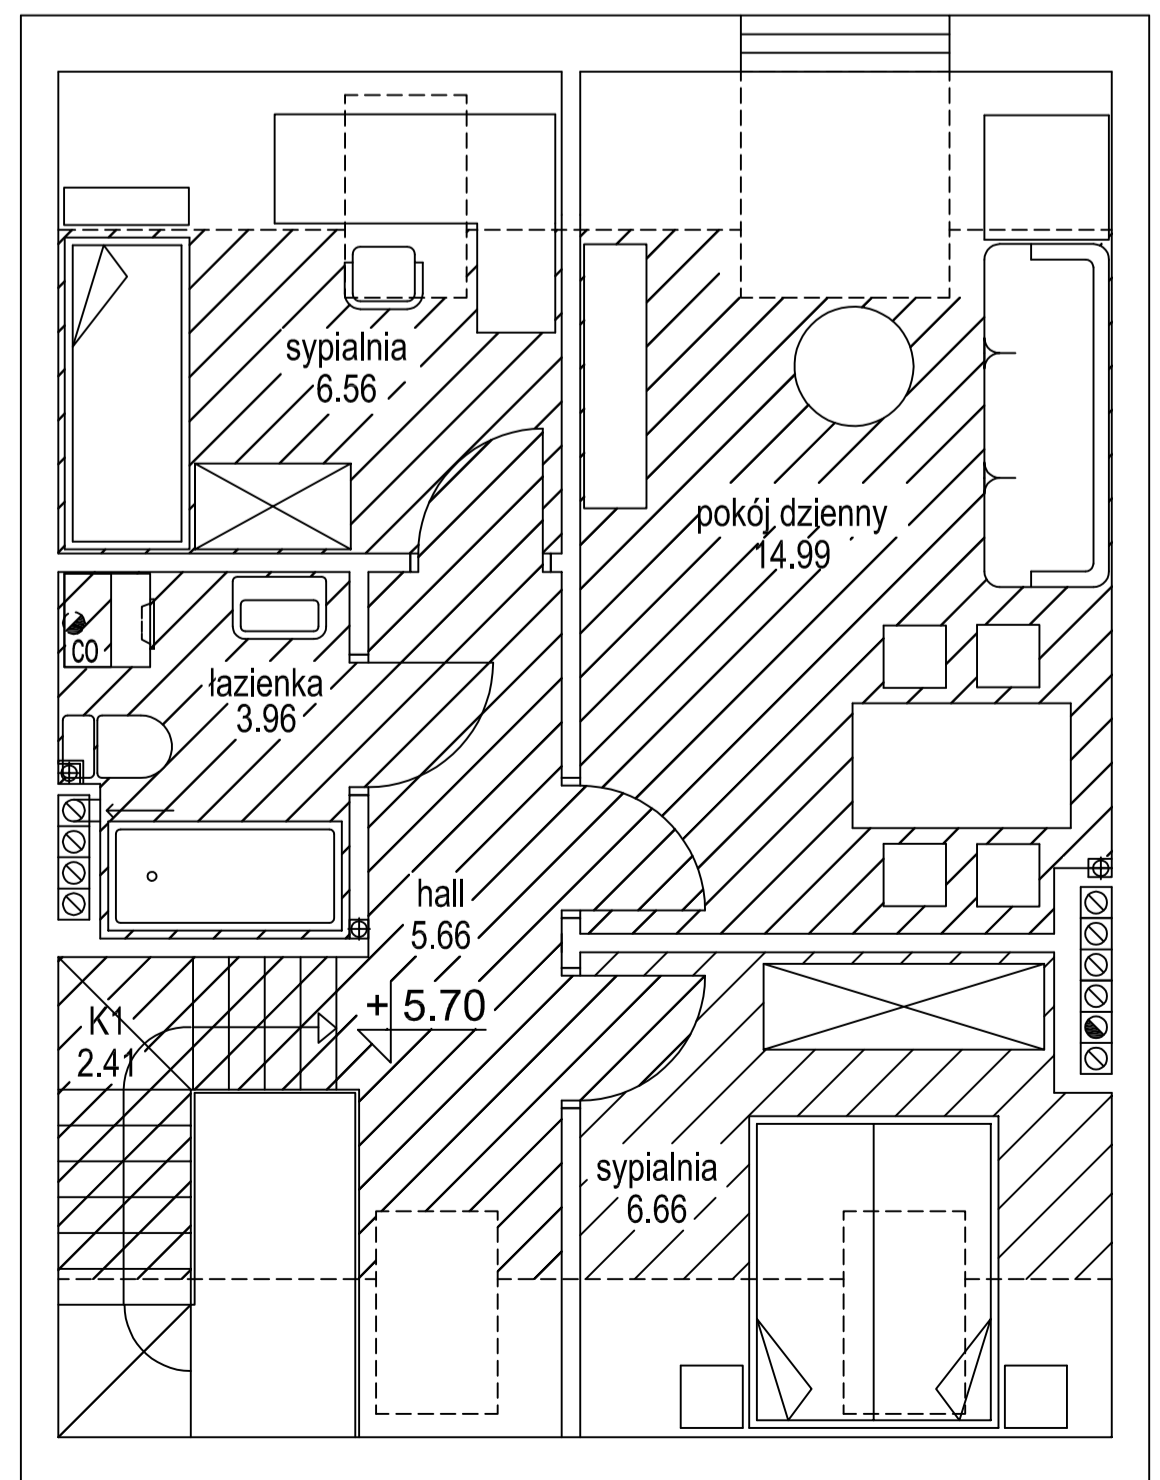 sypialnia
6.56
pokój dzienny
14.99
co
łazienka
3.96
hall
5.66
+ 5.70
K1
2.41
sypialnia
6.66